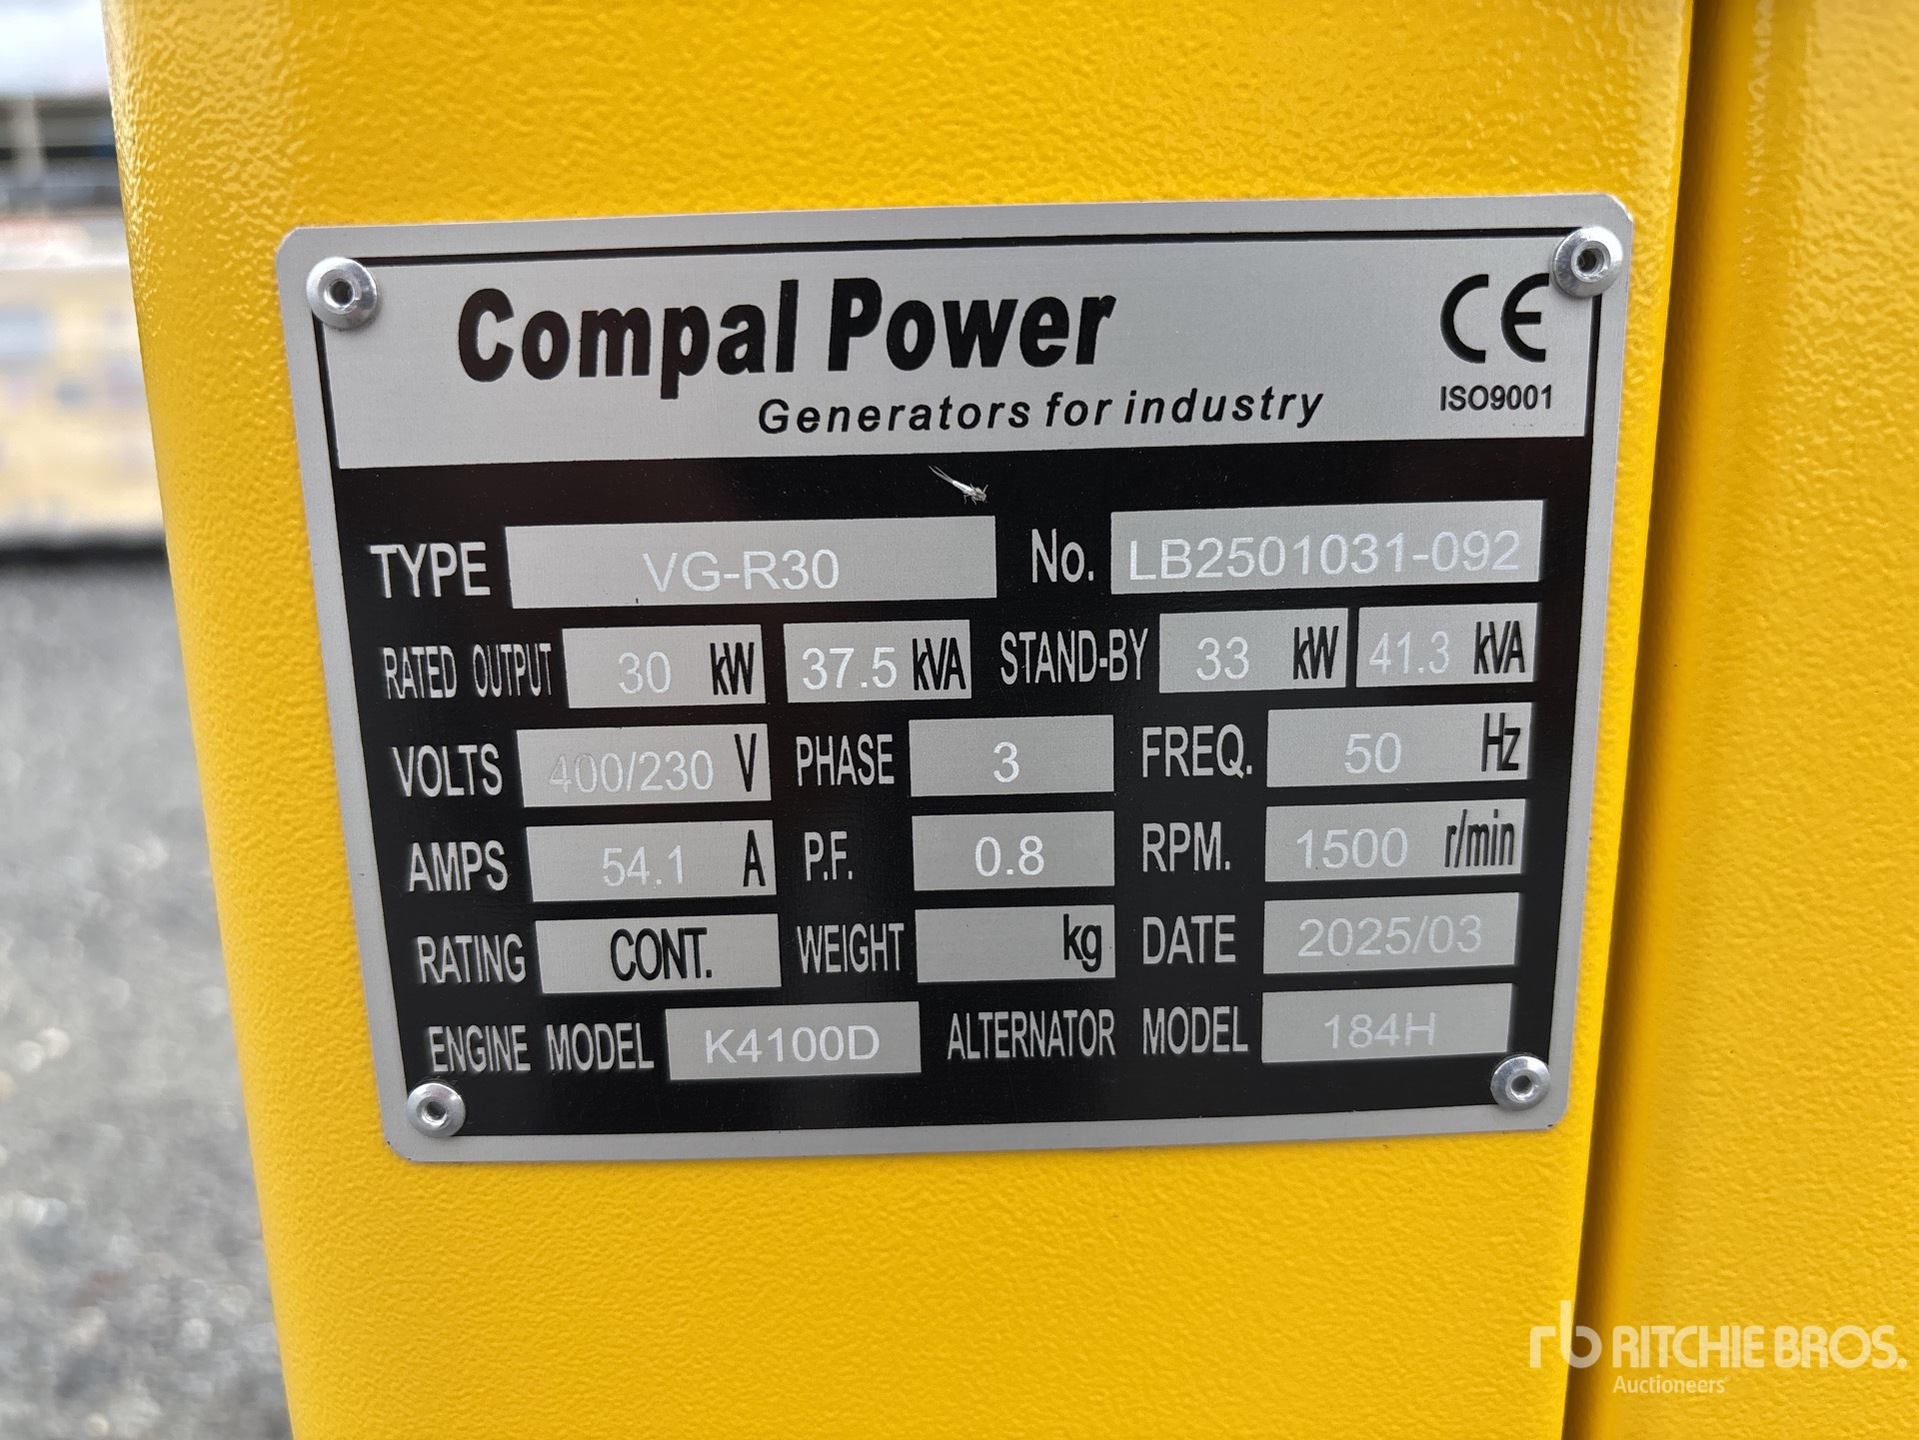 Compal Power
CE
Generators for industry
ISO9001
TYPE VG-R30 No. LB2501031-092
RATED OUTPUT 30 kW 37.5 kVA STAND-BY 33 kW 41.3 kVA
VOLTS 400/230 V PHASE 3 FREQ. 50 Hz
AMPS 54.1 A P.F. 0.8 RPM. 1500 r/min
RATING CONT. WEIGHT kg DATE 2025/03
ENGINE MODEL K4100D ALTERNATOR MODEL 184H
rb RITCHIE BROS.
Auctioneers